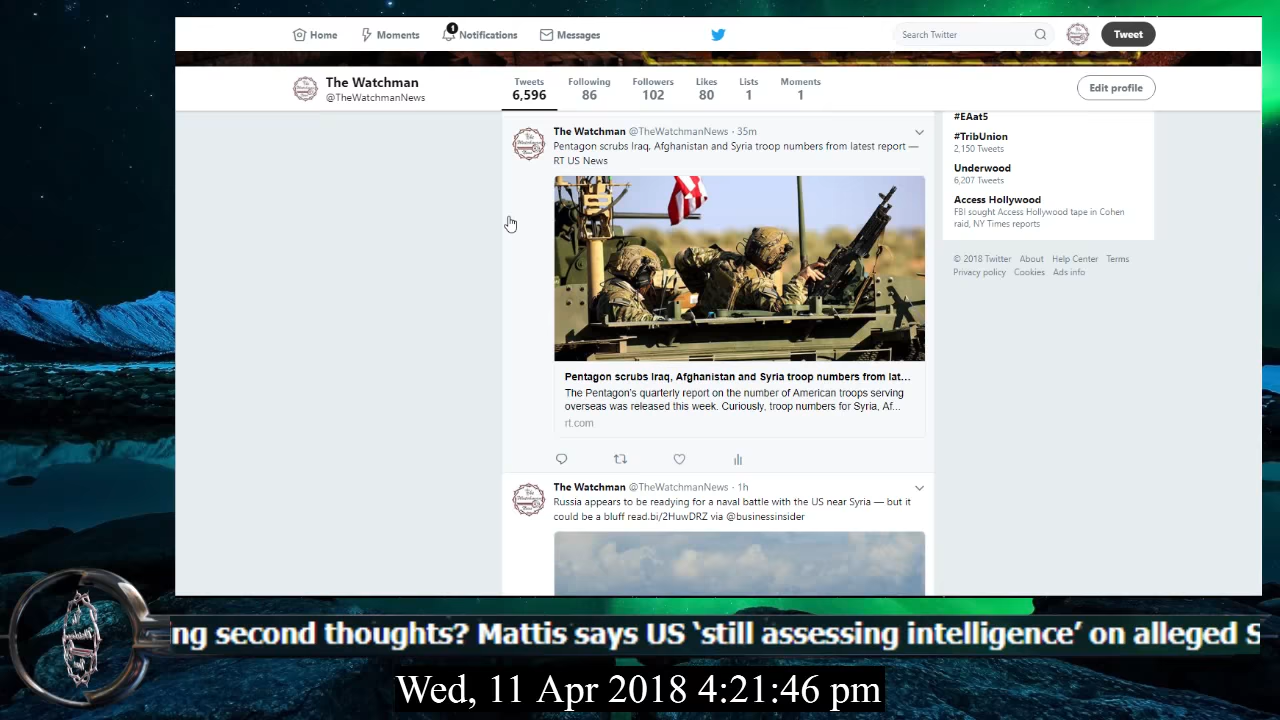 Home
Moments
1
Notifications
Messages
Search Twitter
Tweet
The Watchman
@TheWatchmanNews
Tweets
6,596
Following
86
Followers
102
Likes
80
Lists
1
Moments
1
Edit profile
The Watchman @TheWatchmanNews · 35m
Pentagon scrubs Iraq, Afghanistan and Syria troop numbers from latest report —
RT US News
Pentagon scrubs Iraq, Afghanistan and Syria troop numbers from lat...
The Pentagon's quarterly report on the number of American troops serving
overseas was released this week. Curiously, troop numbers for Syria, Af...
rt.com
The Watchman @TheWatchmanNews · 1h
Russia appears to be readying for a naval battle with the US near Syria — but it
could be a bluff read.bi/2HuwDRZ via @businessinsider
#EAat5
#TribUnion
2,150 Tweets
Underwood
6,207 Tweets
Access Hollywood
FBI sought Access Hollywood tape in Cohen
raid, NY Times reports
© 2018 Twitter About Help Center Terms
Privacy policy Cookies Ads info
ng second thoughts? Mattis says US ‘still assessing intelligence’ on alleged S
Wed, 11 Apr 2018 4:21:46 pm